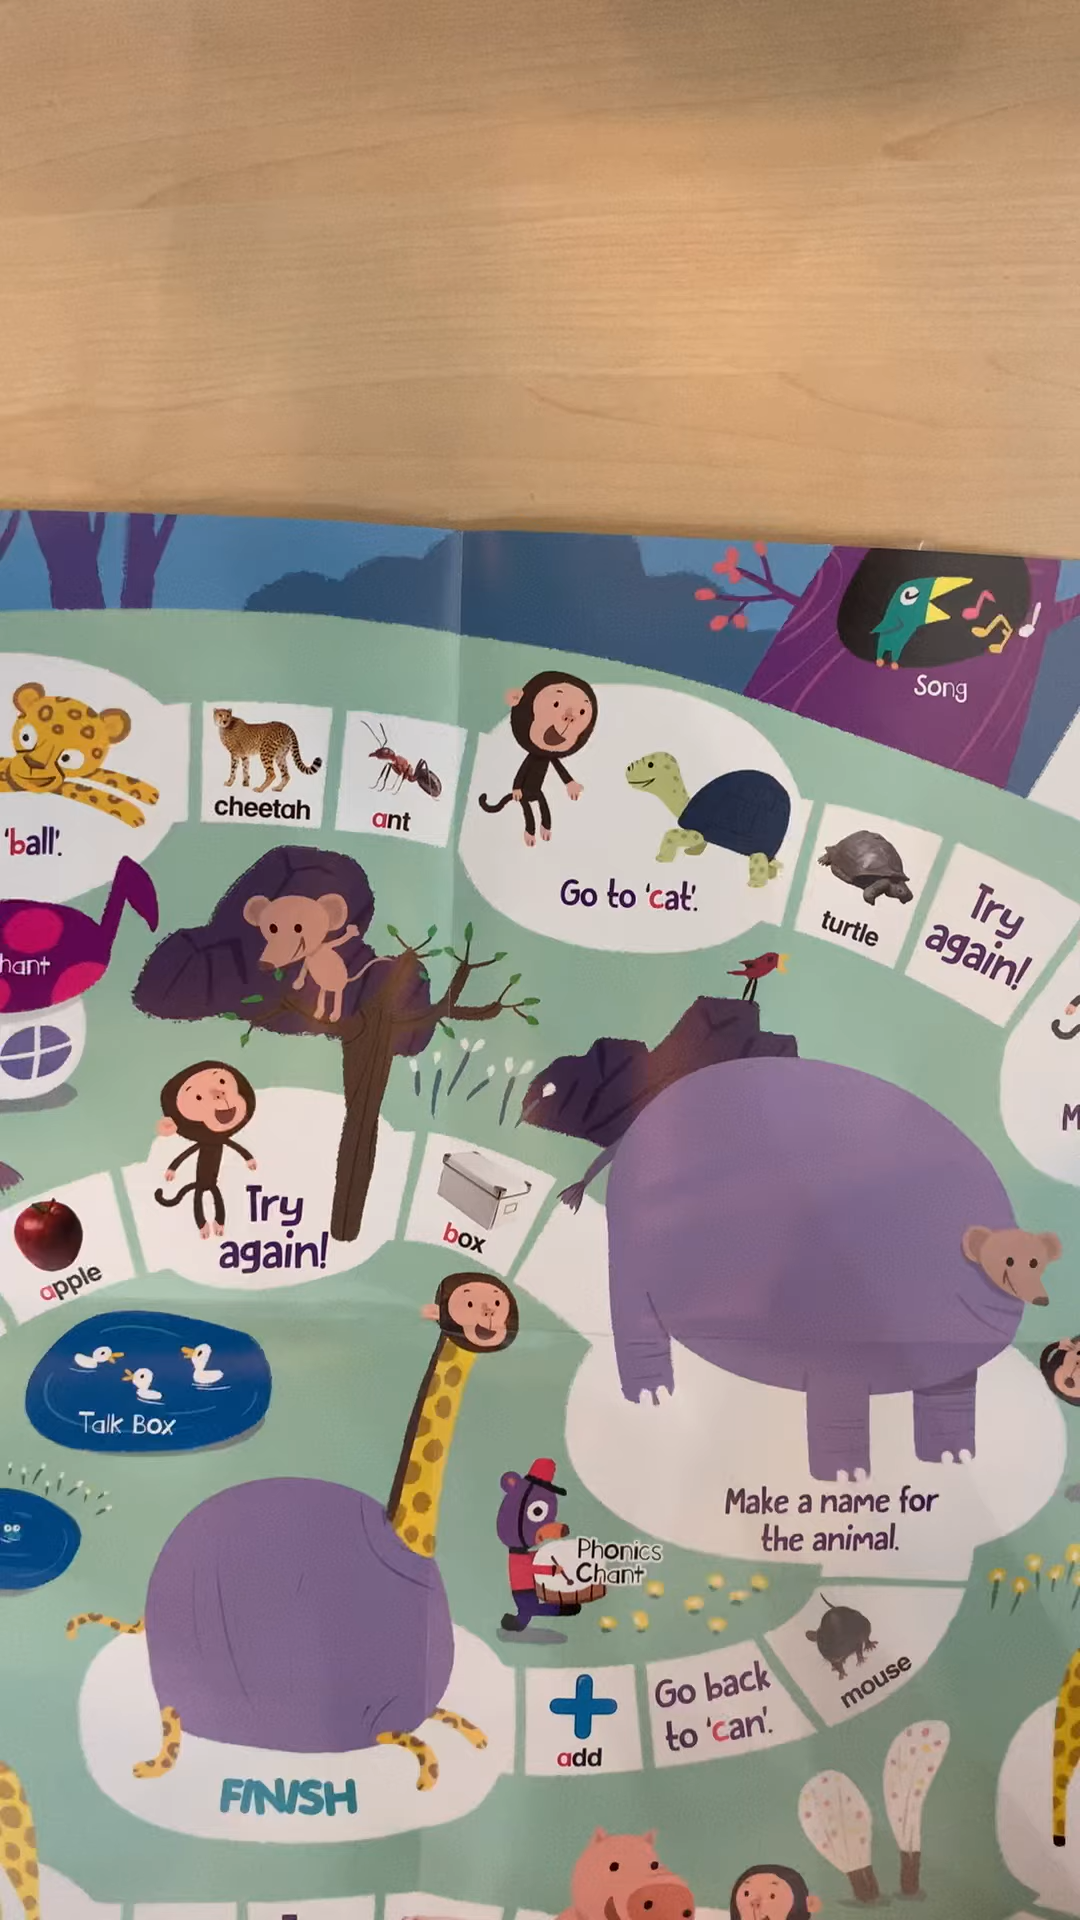 Song
cheetah
ant
'ball'.
Go to 'cat'.
turtle
Try
again!
Try
again!
box
apple
Talk Box
Make a name for
the animal.
Phonics
Chant
mouse
Go back
to 'can'.
add
FINISH